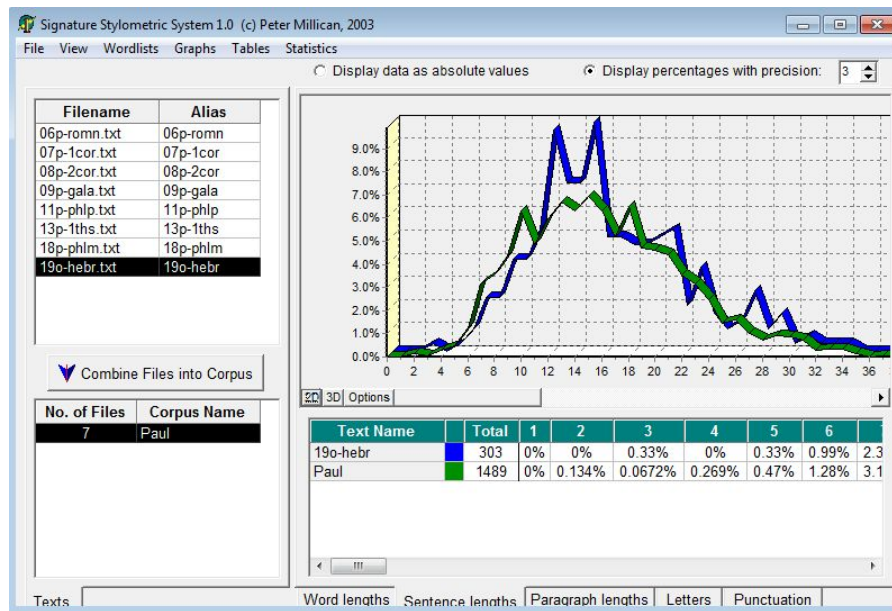 Signature Stylometric System 1.0 (c) Peter Millican, 2003
File View Wordlists Graphs Tables Statistics
Display data as absolute values Display percentages with precision: 3
Filename Alias
06p-romn.txt 06p-romn
07p-1cor.txt 07p-1cor
08p-2cor.txt 08p-2cor
09p-gala.txt 09p-gala
11p-phlp.txt 11p-phlp
13p-1ths.txt 13p-1ths
18p-phlm.txt 18p-phlm
19o-hebr.txt 19o-hebr
Combine Files into Corpus
No. of Files Corpus Name
7 Paul
Texts
9.0%
8.0%
7.0%
6.0%
5.0%
4.0%
3.0%
2.0%
1.0%
0.0%
0 2 4 6 8 10 12 14 16 18 20 22 24 26 28 30 32 34 36
2D 3D Options
Text Name Total 1 2 3 4 5 6
19o-hebr 303 0% 0% 0.33% 0% 0.33% 0.99% 2.3
Paul 1489 0% 0.134% 0.0672% 0.269% 0.47% 1.28% 3.1
Word lengths Sentence lengths Paragraph lengths Letters Punctuation